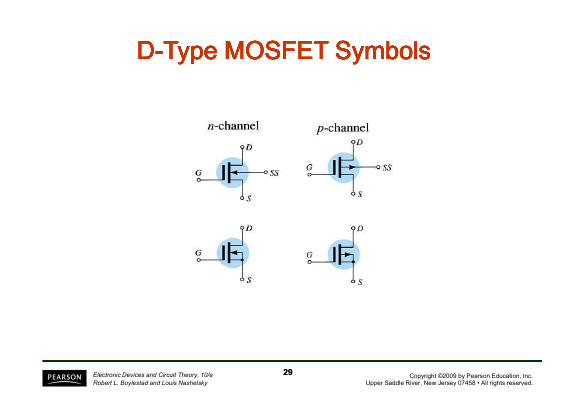 D-Type MOSFET Symbols
n-channel
p-channel
D
G
SS
S
D
G
SS
S
D
G
S
D
G
S
PEARSON
Electronic Devices and Circuit Theory, 10/e
Robert L. Boylestad and Louis Nashelsky
29
Copyright ©2009 by Pearson Education, Inc.
Upper Saddle River, New Jersey 07458 • All rights reserved.